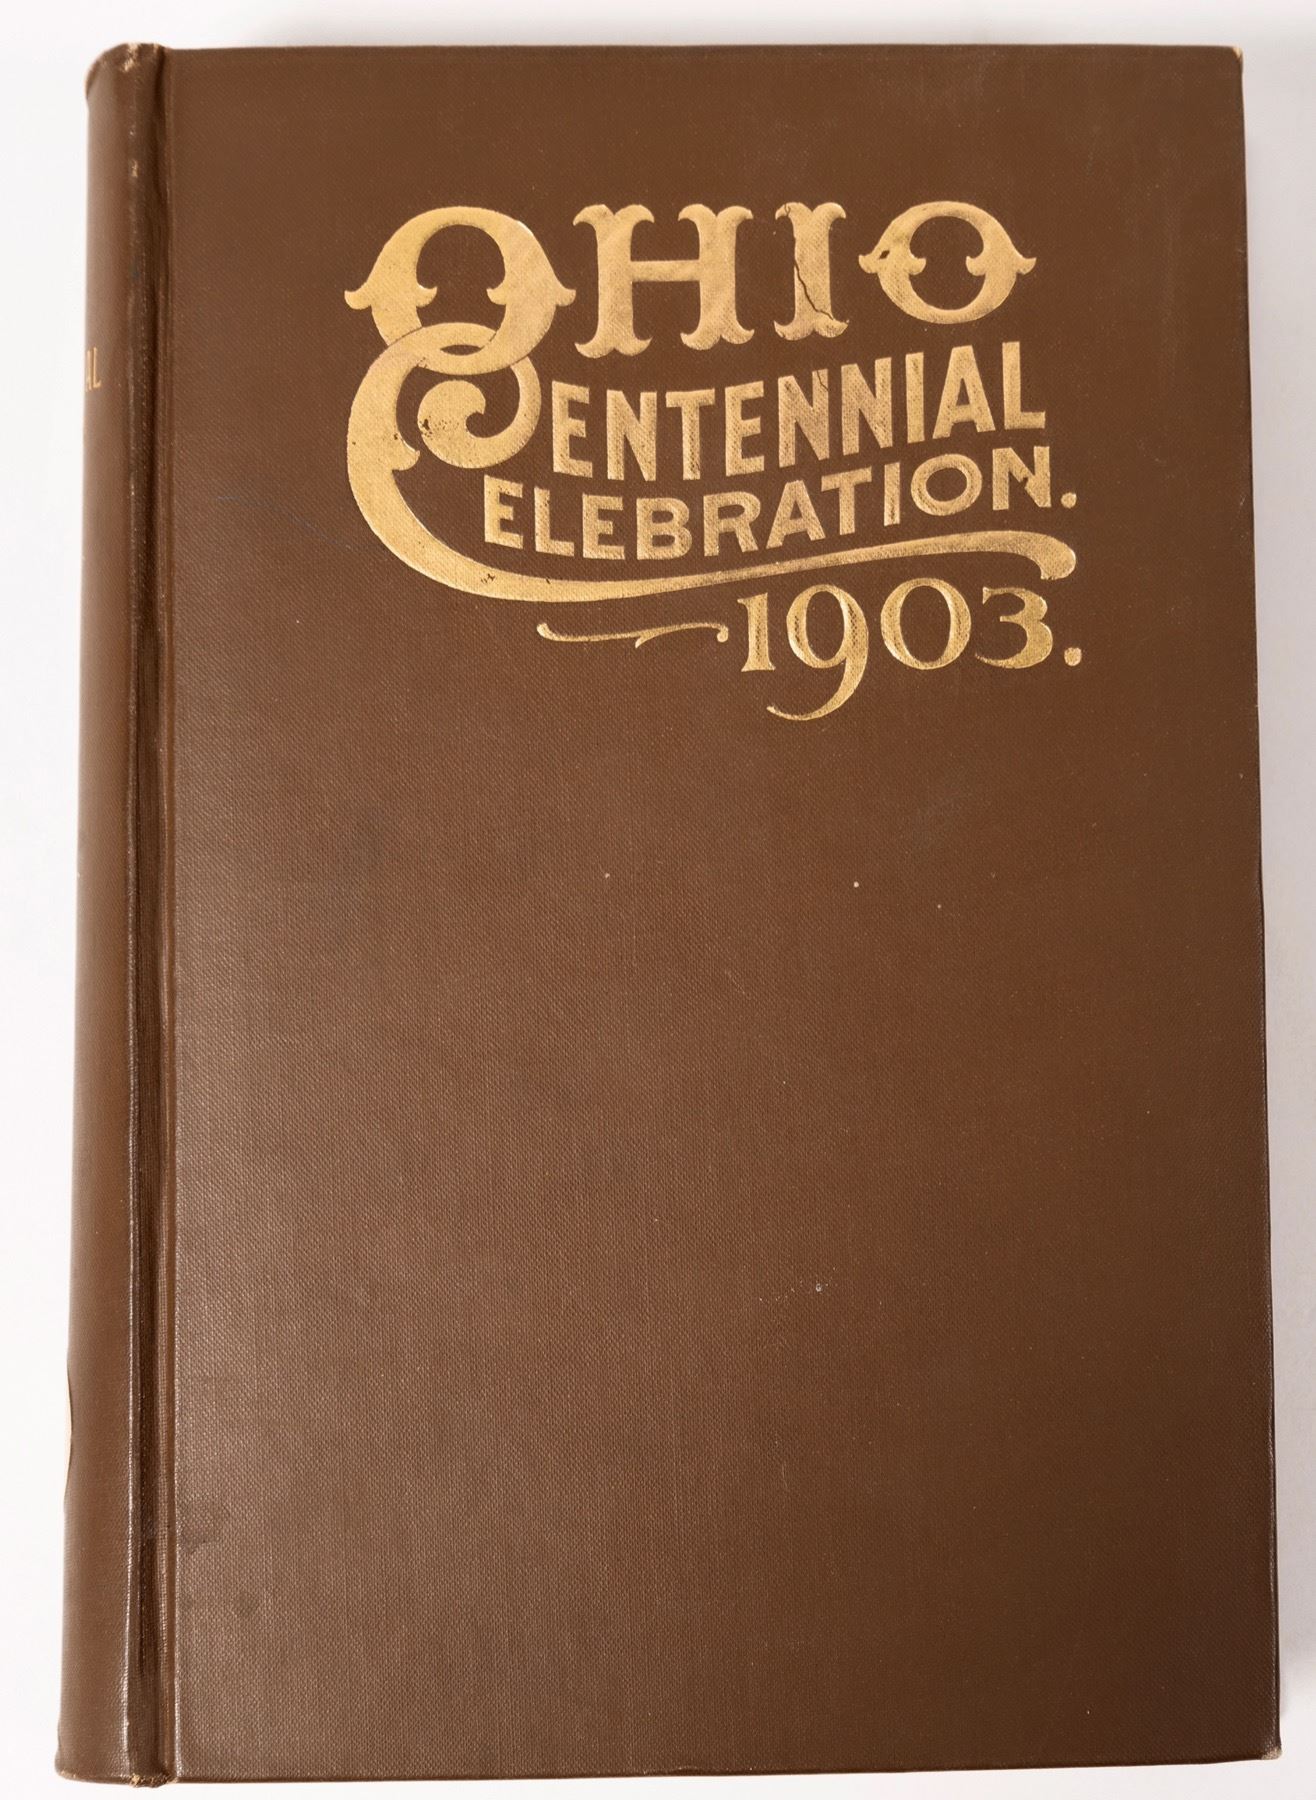 OHIO
CENTENNIAL
CELEBRATION.
1903.